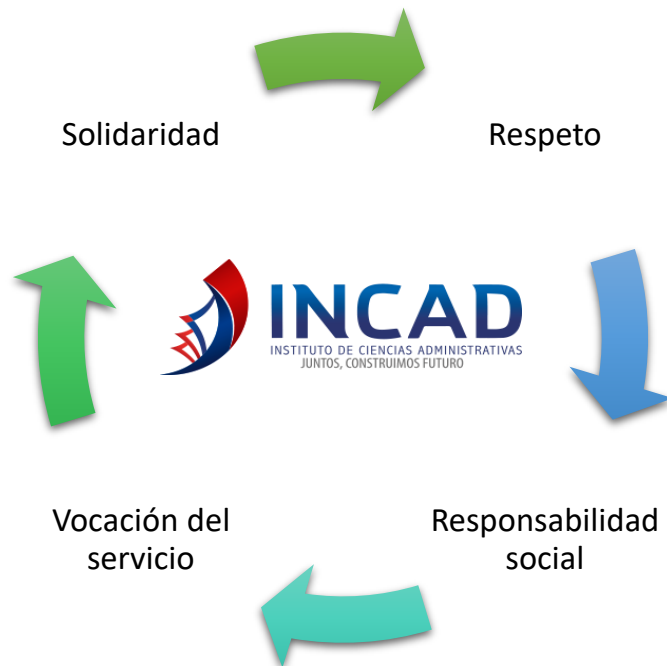 Solidaridad
Respeto
INCAD
INSTITUTO DE CIENCIAS ADMINISTRATIVAS
JUNTOS, CONSTRUIMOS FUTURO
Vocación del
servicio
Responsabilidad
social